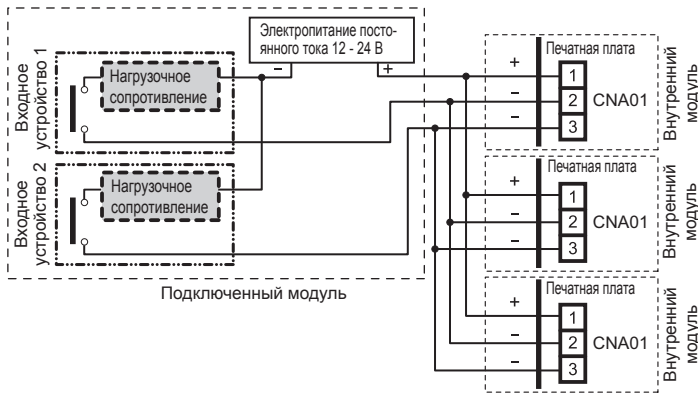 Электропитание посто-
янного тока 12 - 24 В
−
+
Входное
устройство 1
Нагрузочное
сопротивление
Входное
устройство 2
Нагрузочное
сопротивление
Подключенный модуль
Печатная плата
+
1
−
2
CNA01
−
3
Внутренний
модуль
Печатная плата
+
1
−
2
CNA01
−
3
Внутренний
модуль
Печатная плата
+
1
−
2
CNA01
−
3
Внутренний
модуль